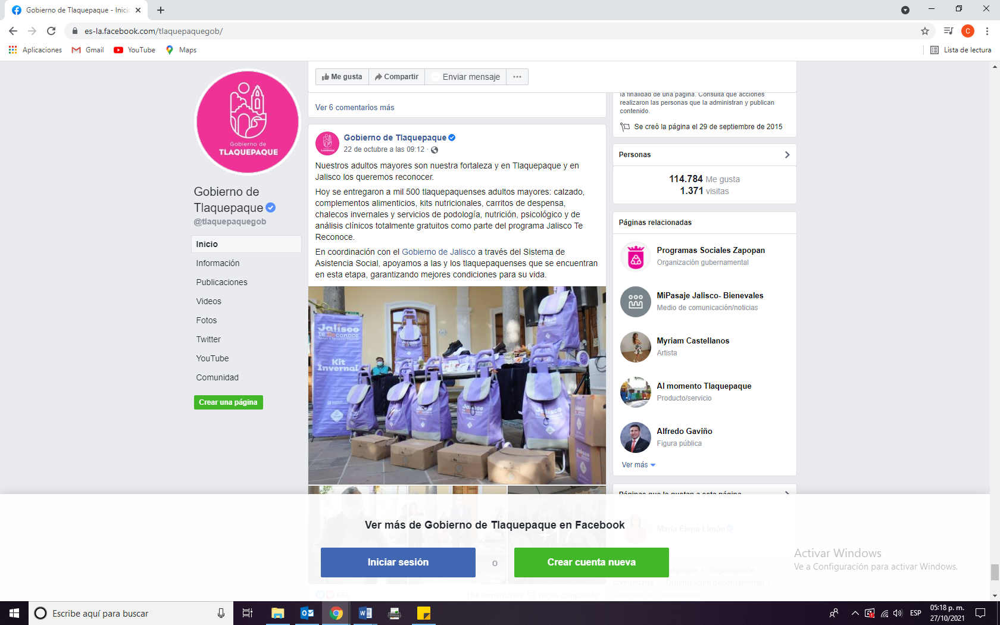 Gobierno de Tlaquepaque - Inici
es-la.facebook.com/tlaquepaquegob/
C
Aplicaciones
Gmail
YouTube
Maps
Lista de lectura
Gobierno de
TLAQUEPAQUE
Gobierno de
Tlaquepaque
@tlaquepaquegob
Inicio
Información
Publicaciones
Videos
Fotos
Twitter
YouTube
Comunidad
Crear una página
Me gusta
Compartir
Enviar mensaje
Ver 6 comentarios más
Gobierno de Tlaquepaque
22 de octubre a las 09:12 ·
Nuestros adultos mayores son nuestra fortaleza y en Tlaquepaque y en
Jalisco los queremos reconocer.
Hoy se entregaron a mil 500 tlaquepaquenses adultos mayores: calzado,
complementos alimenticios, kits nutricionales, carritos de despensa,
chalecos invernales y servicios de podología, nutrición, psicológico y de
análisis clínicos totalmente gratuitos como parte del programa Jalisco Te
Reconoce.
En coordinación con el Gobierno de Jalisco a través del Sistema de
Asistencia Social, apoyamos a las y los tlaquepaquenses que se encuentran
en esta etapa, garantizando mejores condiciones para su vida.
Jalisco
te Reconoce
Kit
Invernal
Jalisco
Jalisco
la finalidad de una página. Consulta qué acciones
realizaron las personas que la administran y publican
contenido.
Se creó la página el 29 de septiembre de 2015
Personas
114.784 Me gusta
1.371 visitas
Páginas relacionadas
Programas Sociales Zapopan
Organización gubernamental
MiPasaje Jalisco- Bienevales
Medio de comunicación/noticias
Myriam Castellanos
Artista
Al momento Tlaquepaque
Producto/servicio
Alfredo Gaviño
Figura pública
Ver más
Páginas que le gustan a esta página
María Elena Limón
Ver más de Gobierno de Tlaquepaque en Facebook
Iniciar sesión
o
Crear cuenta nueva
134 comentarios 53 veces compartido
Organización
comunitaria · Organización gubernamental ·
Activar Windows
Ve a Configuración para activar Windows.
Escribe aquí para buscar
ESP
05:18 p. m.
27/10/2021